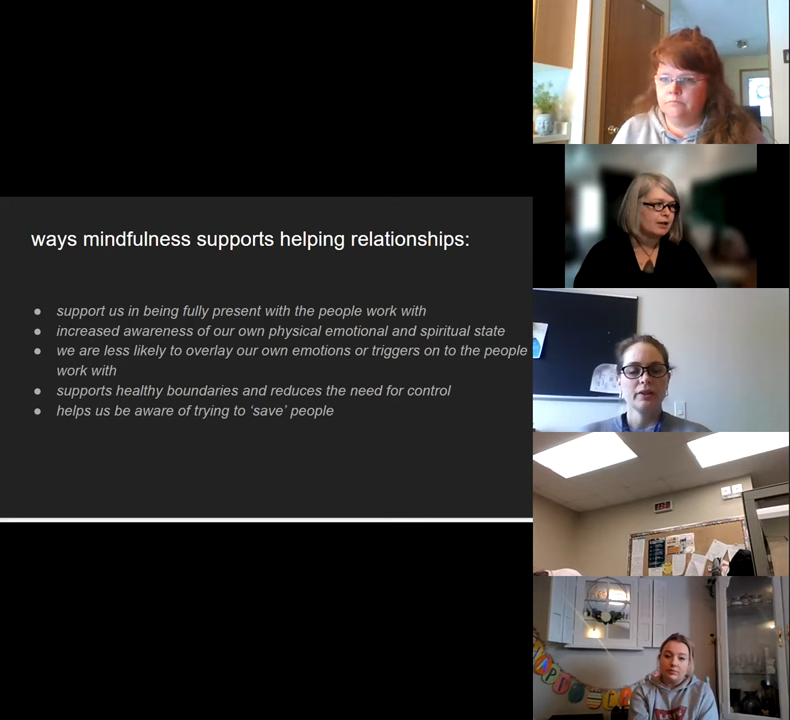 ways mindfulness supports helping relationships:
● support us in being fully present with the people work with
● increased awareness of our own physical emotional and spiritual state
● we are less likely to overlay our own emotions or triggers on to the people
work with
● supports healthy boundaries and reduces the need for control
● helps us be aware of trying to ‘save’ people